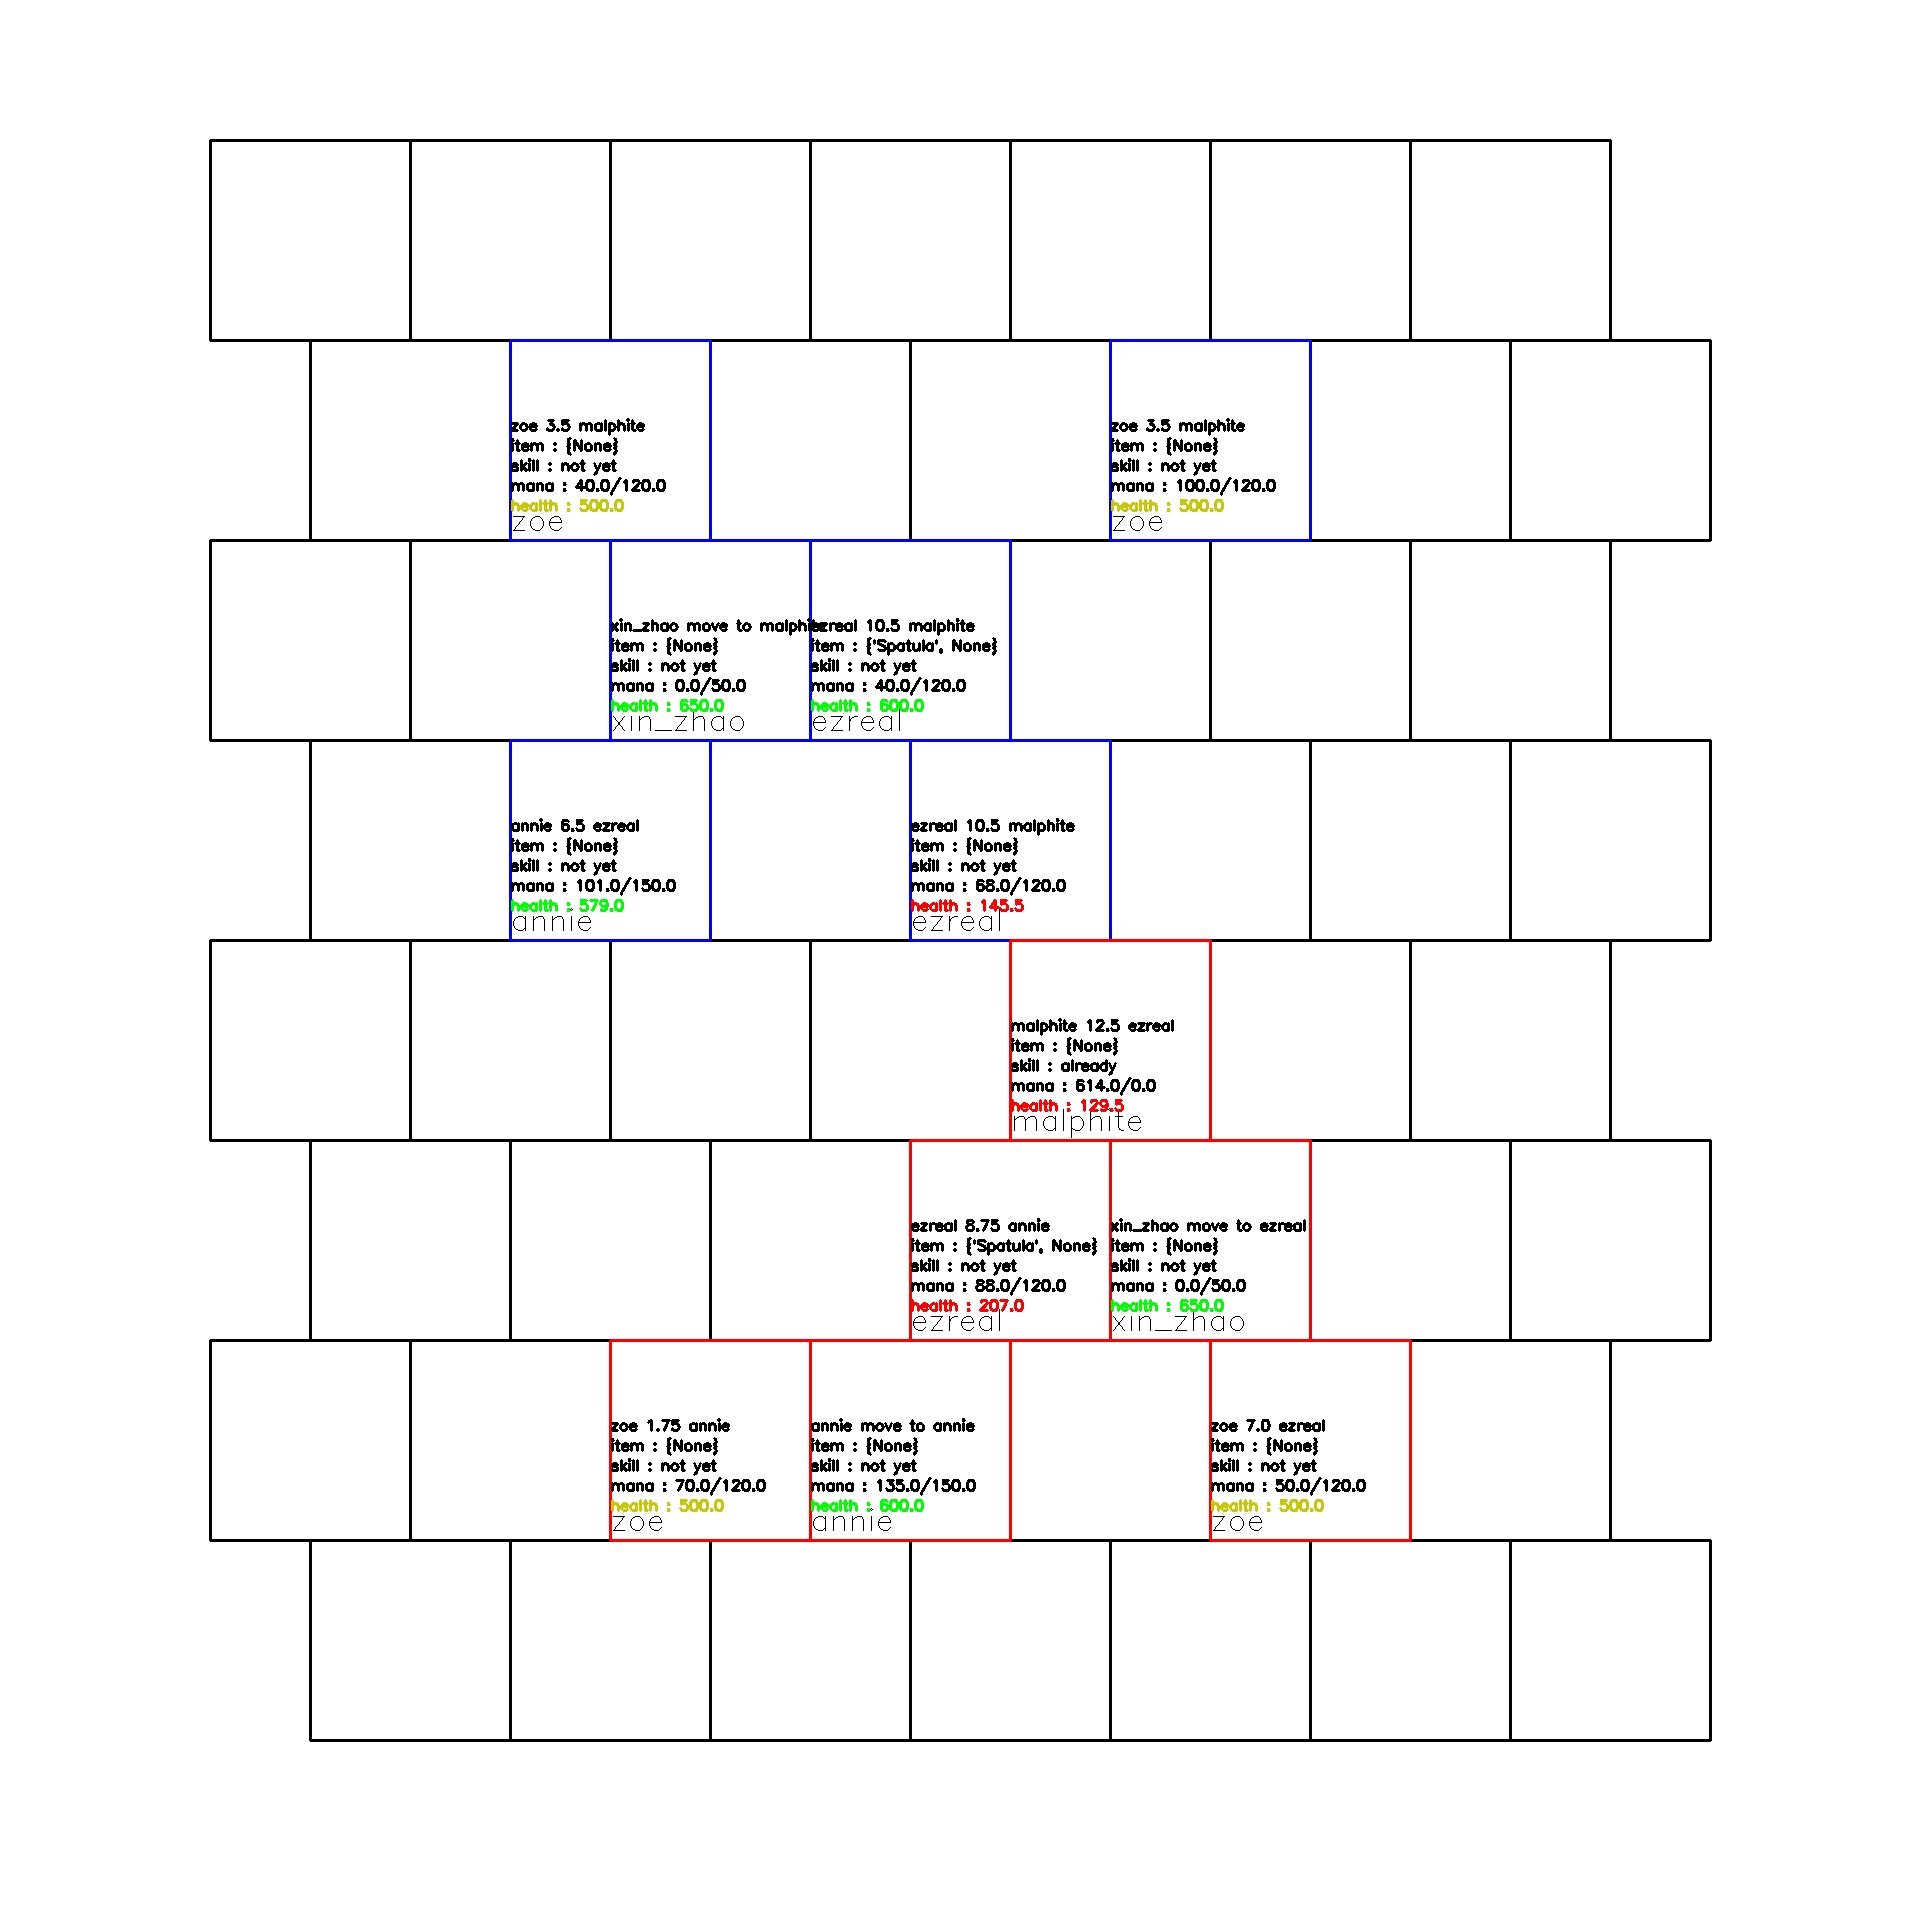 zoe 3.5 malphite
item : {None}
skill : not yet
mana : 40.0/120.0
health : 500.0
zoe
zoe 3.5 malphite
item : {None}
skill : not yet
mana : 100.0/120.0
health : 500.0
zoe
xin_zhao move to malphite
item : {None}
skill : not yet
mana : 0.0/50.0
health : 650.0
xin_zhao
ezreal 10.5 malphite
item : {'Spatula', None}
skill : not yet
mana : 40.0/120.0
health : 600.0
ezreal
annie 6.5 ezreal
item : {None}
skill : not yet
mana : 101.0/150.0
health : 579.0
annie
ezreal 10.5 malphite
item : {None}
skill : not yet
mana : 68.0/120.0
health : 145.5
ezreal
malphite 12.5 ezreal
item : {None}
skill : already
mana : 614.0/0.0
health : 129.5
malphite
ezreal 8.75 annie
item : {'Spatula', None}
skill : not yet
mana : 88.0/120.0
health : 207.0
ezreal
xin_zhao move to ezreal
item : {None}
skill : not yet
mana : 0.0/50.0
health : 650.0
xin_zhao
zoe 1.75 annie
item : {None}
skill : not yet
mana : 70.0/120.0
health : 500.0
zoe
annie move to annie
item : {None}
skill : not yet
mana : 135.0/150.0
health : 600.0
annie
zoe 7.0 ezreal
item : {None}
skill : not yet
mana : 50.0/120.0
health : 500.0
zoe